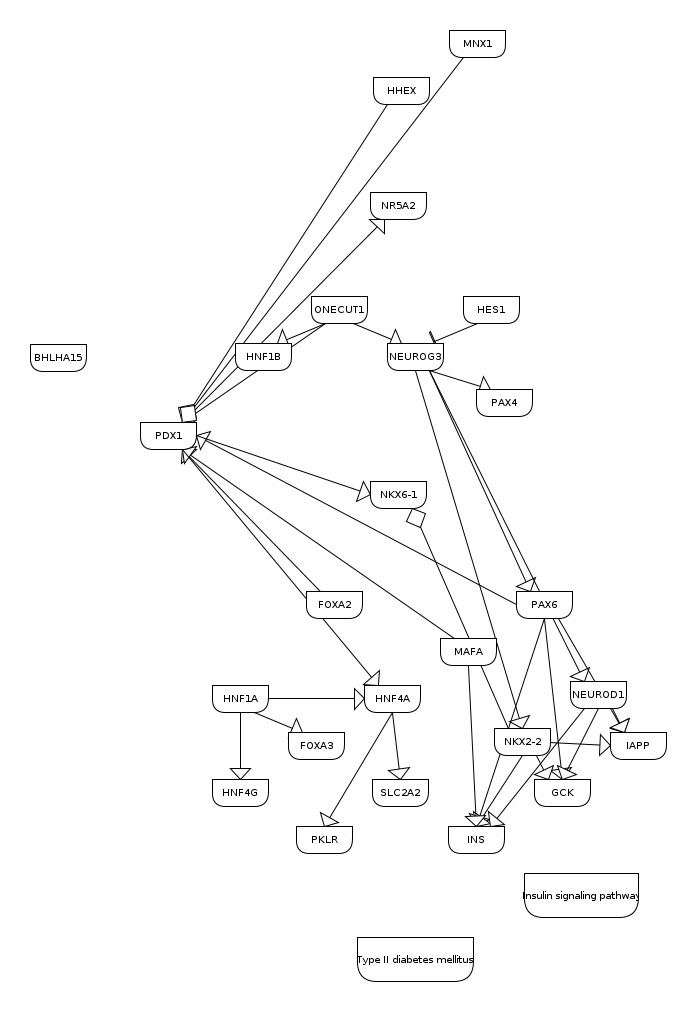 MNX1
HHEX
NR5A2
ONECUT1
HES1
HNF1B
NEUROG3
BHLHA15
PAX4
PDX1
NKX6-1
FOXA2
PAX6
MAFA
HNF1A
HNF4A
NEUROD1
FOXA3
NKX2-2
IAPP
HNF4G
SLC2A2
GCK
PKLR
INS
Insulin signaling pathway
Type II diabetes mellitus